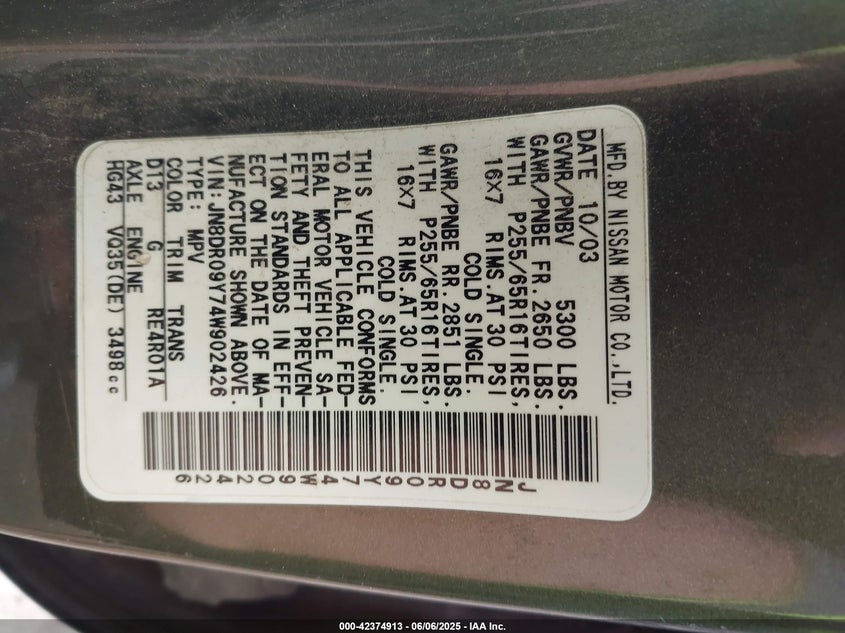 MFD.BY NISSAN MOTOR CO.,LTD.
DATE 10/03
GVWR/PNBV 5300 LBS.
GAWR/PNBE FR.2650 LBS.
WITH P255/65R16TIRES,
16X7 RIMS.AT 30 PSI
COLD SINGLE.
GAWR/PNBE RR.2851 LBS.
WITH P255/65R16TIRES,
16X7 RIMS.AT 30 PSI
COLD SINGLE.
THIS VEHICLE CONFORMS
TO ALL APPLICABLE FED-
ERAL MOTOR VEHICLE SA-
FETY AND THEFT PREVEN-
TION STANDARDS IN EFF-
ECT ON THE DATE OF MA-
NUFACTURE SHOWN ABOVE.
VIN:JN8DR09Y74W902426
TYPE: MPV
COLOR TRIM TRANS
D13 G RE4R01A
AXLE ENGINE
HG43 VQ35(DE) 3498cc
JN8DR09Y74W902426
000-42374913 - 06/06/2025 - IAA Inc.